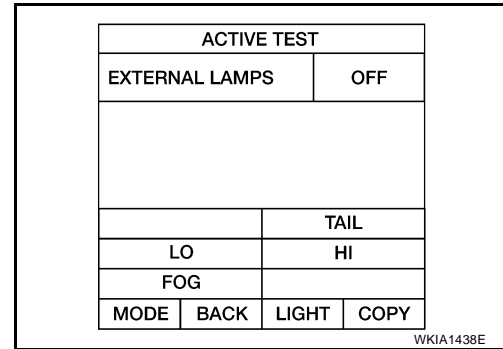 ACTIVE TEST
EXTERNAL LAMPS OFF
TAIL
LO HI
FOG
MODE BACK LIGHT COPY
WKIA1438E